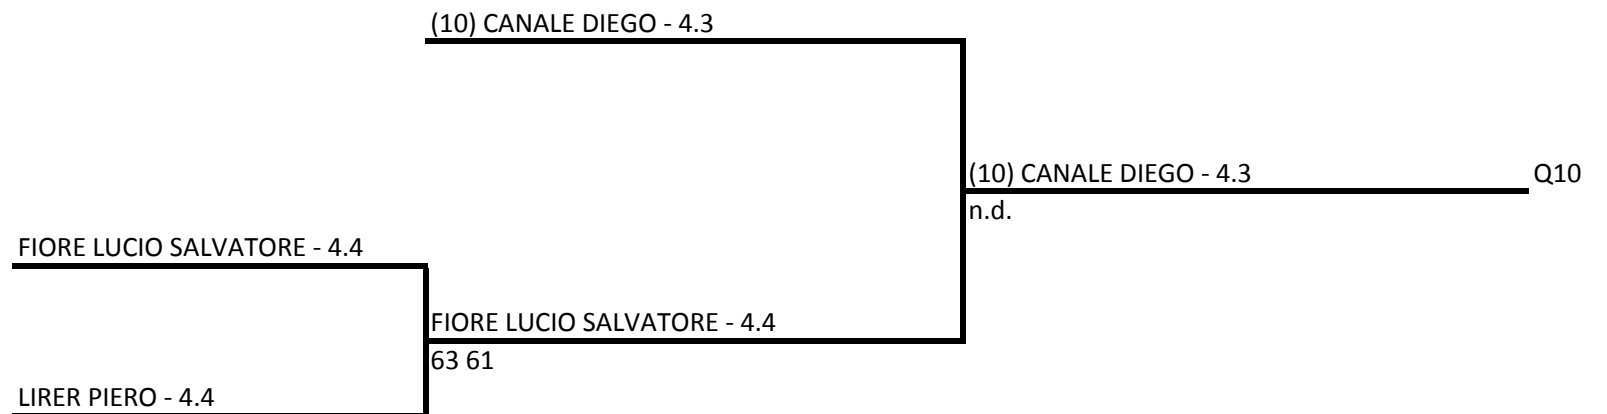 (10) CANALE DIEGO - 4.3
(10) CANALE DIEGO - 4.3
Q10
n.d.
FIORE LUCIO SALVATORE - 4.4
FIORE LUCIO SALVATORE - 4.4
63 61
LIRER PIERO - 4.4